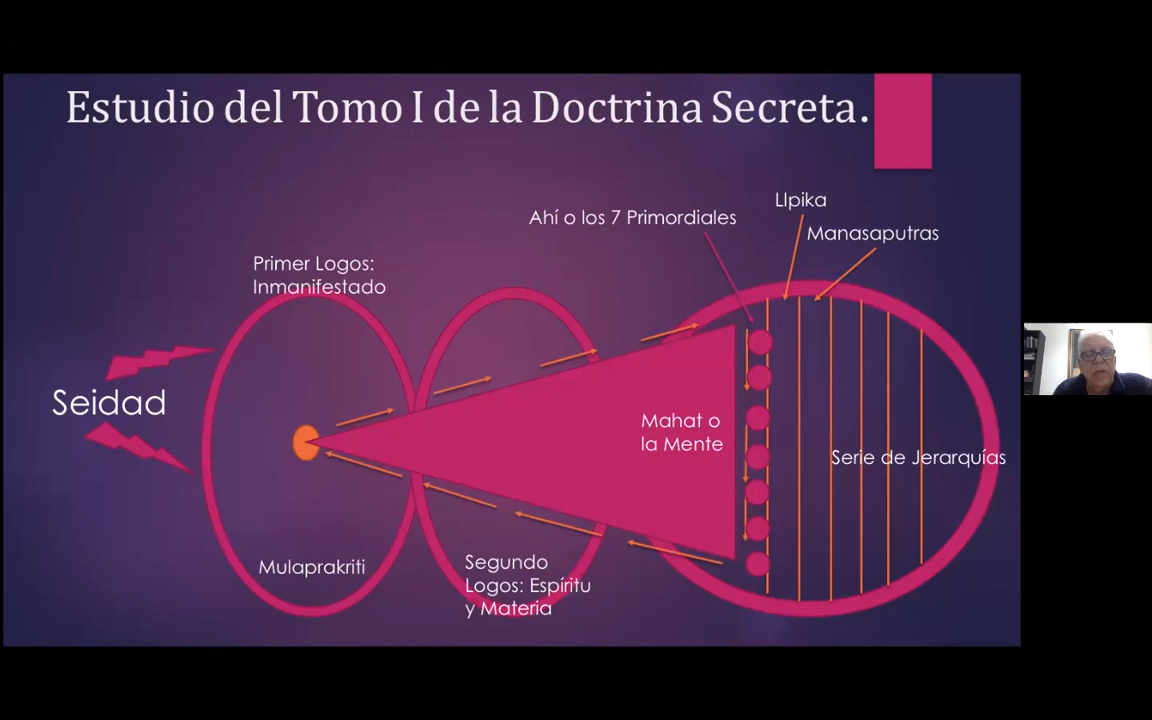 Estudio del Tomo I de la Doctrina Secreta.
LIpika
Ahí o los 7 Primordiales
Manasaputras
Primer Logos:
Inmanifestado
Seidad
Mahat o
la Mente
Serie de Jerarquías
Mulaprakriti
Segundo
Logos: Espíritu
y Materia